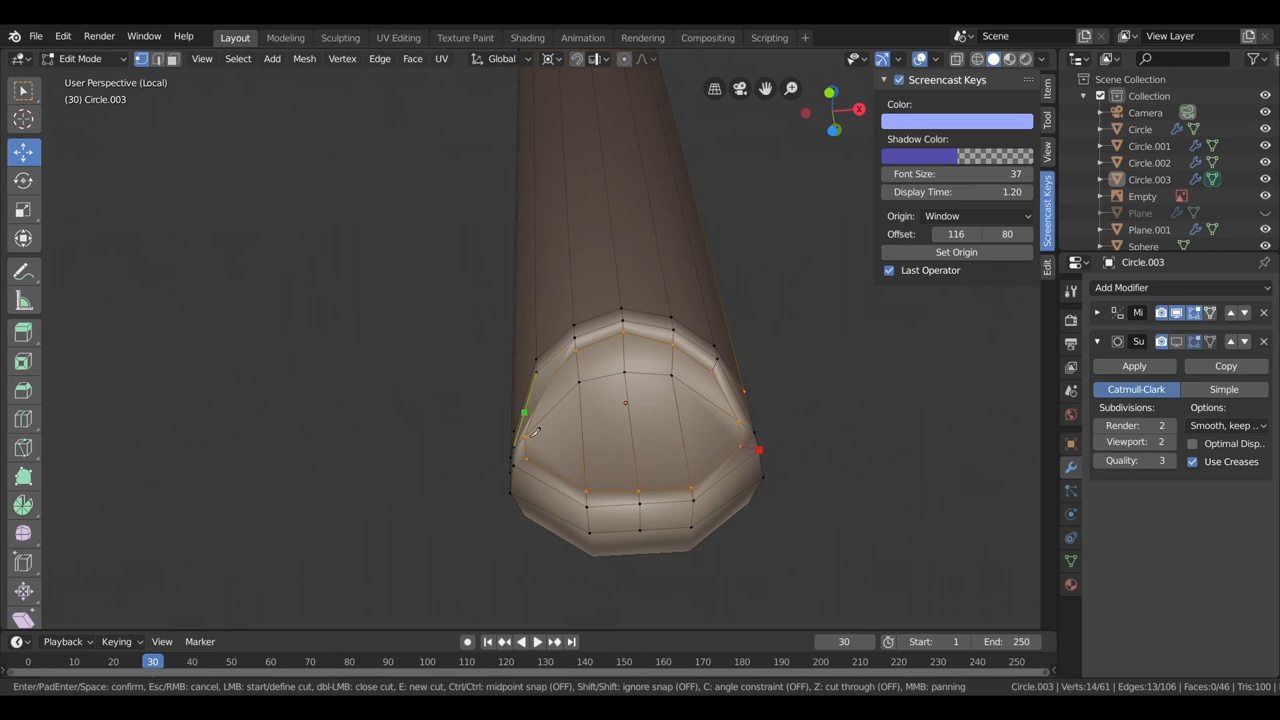 File Edit Render Window Help Layout Modeling Sculpting UV Editing Texture Paint Shading Animation Rendering Compositing Scripting + Scene View Layer
Edit Mode View Select Add Mesh Vertex Edge Face UV Global
User Perspective (Local)
(30) Circle.003
X
Screencast Keys
Color:
Shadow Color:
Font Size: 37
Display Time: 1.20
Origin: Window
Offset: 116 80
Set Origin
Last Operator
Item
Tool
View
Screencast Keys
Edit
Scene Collection
Collection
Camera
Circle
Circle.001
Circle.002
Circle.003
Empty
Plane
Plane.001
Sphere
Circle.003
Add Modifier
Mi
Su
Apply Copy
Catmull-Clark Simple
Subdivisions: Options:
Render: 2 Smooth, keep ..
Viewport: 2 Optimal Disp..
Quality: 3 Use Creases
Playback Keying View Marker 30 Start: 1 End: 250
0 10 20 30 40 50 60 70 80 90 100 110 120 130 140 150 160 170 180 190 200 210 220 230 240 250
Enter/PadEnter/Space: confirm, Esc/RMB: cancel, LMB: start/define cut, dbl-LMB: close cut, E: new cut, Ctrl/Ctrl: midpoint snap (OFF), Shift/Shift: ignore snap (OFF), C: angle constraint (OFF), Z: cut through (OFF), MMB: panning Circle.003 | Verts:14/61 | Edges:13/106 | Faces:0/46 | Tris:100